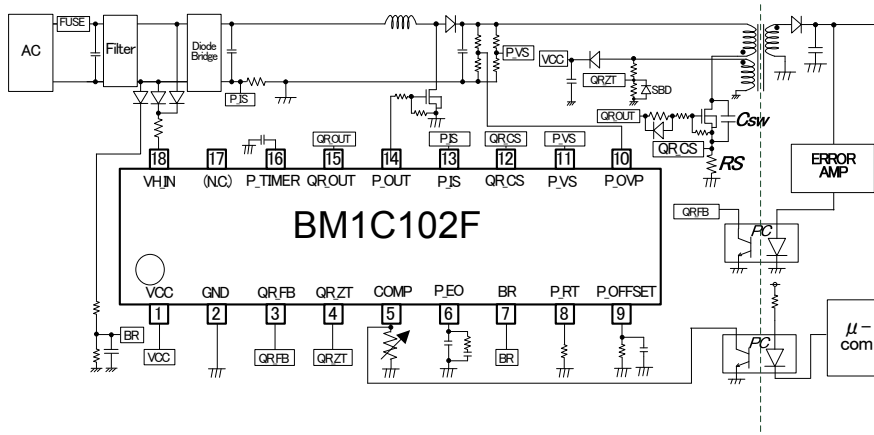 FUSE
AC
Filter
Diode
Bridge
P_IS
P_VS
VCC
QR_ZT
SBD
QR_OUT
Csw
QR_CS
RS
ERROR
AMP
QR_FB
PC
QR_OUT
P_IS
QR_CS
P_VS
18 17 16 15 14 13 12 11 10
VH_IN (N.C.) P_TIMER QR_OUT P_OUT P_IS QR_CS P_VS P_OVP
BM1C102F
VCC GND QR_FB QR_ZT COMP P_EO BR P_RT P_OFFSET
1 2 3 4 5 6 7 8 9
BR
VCC
QR_FB
QR_ZT
BR
PC
μ-
com